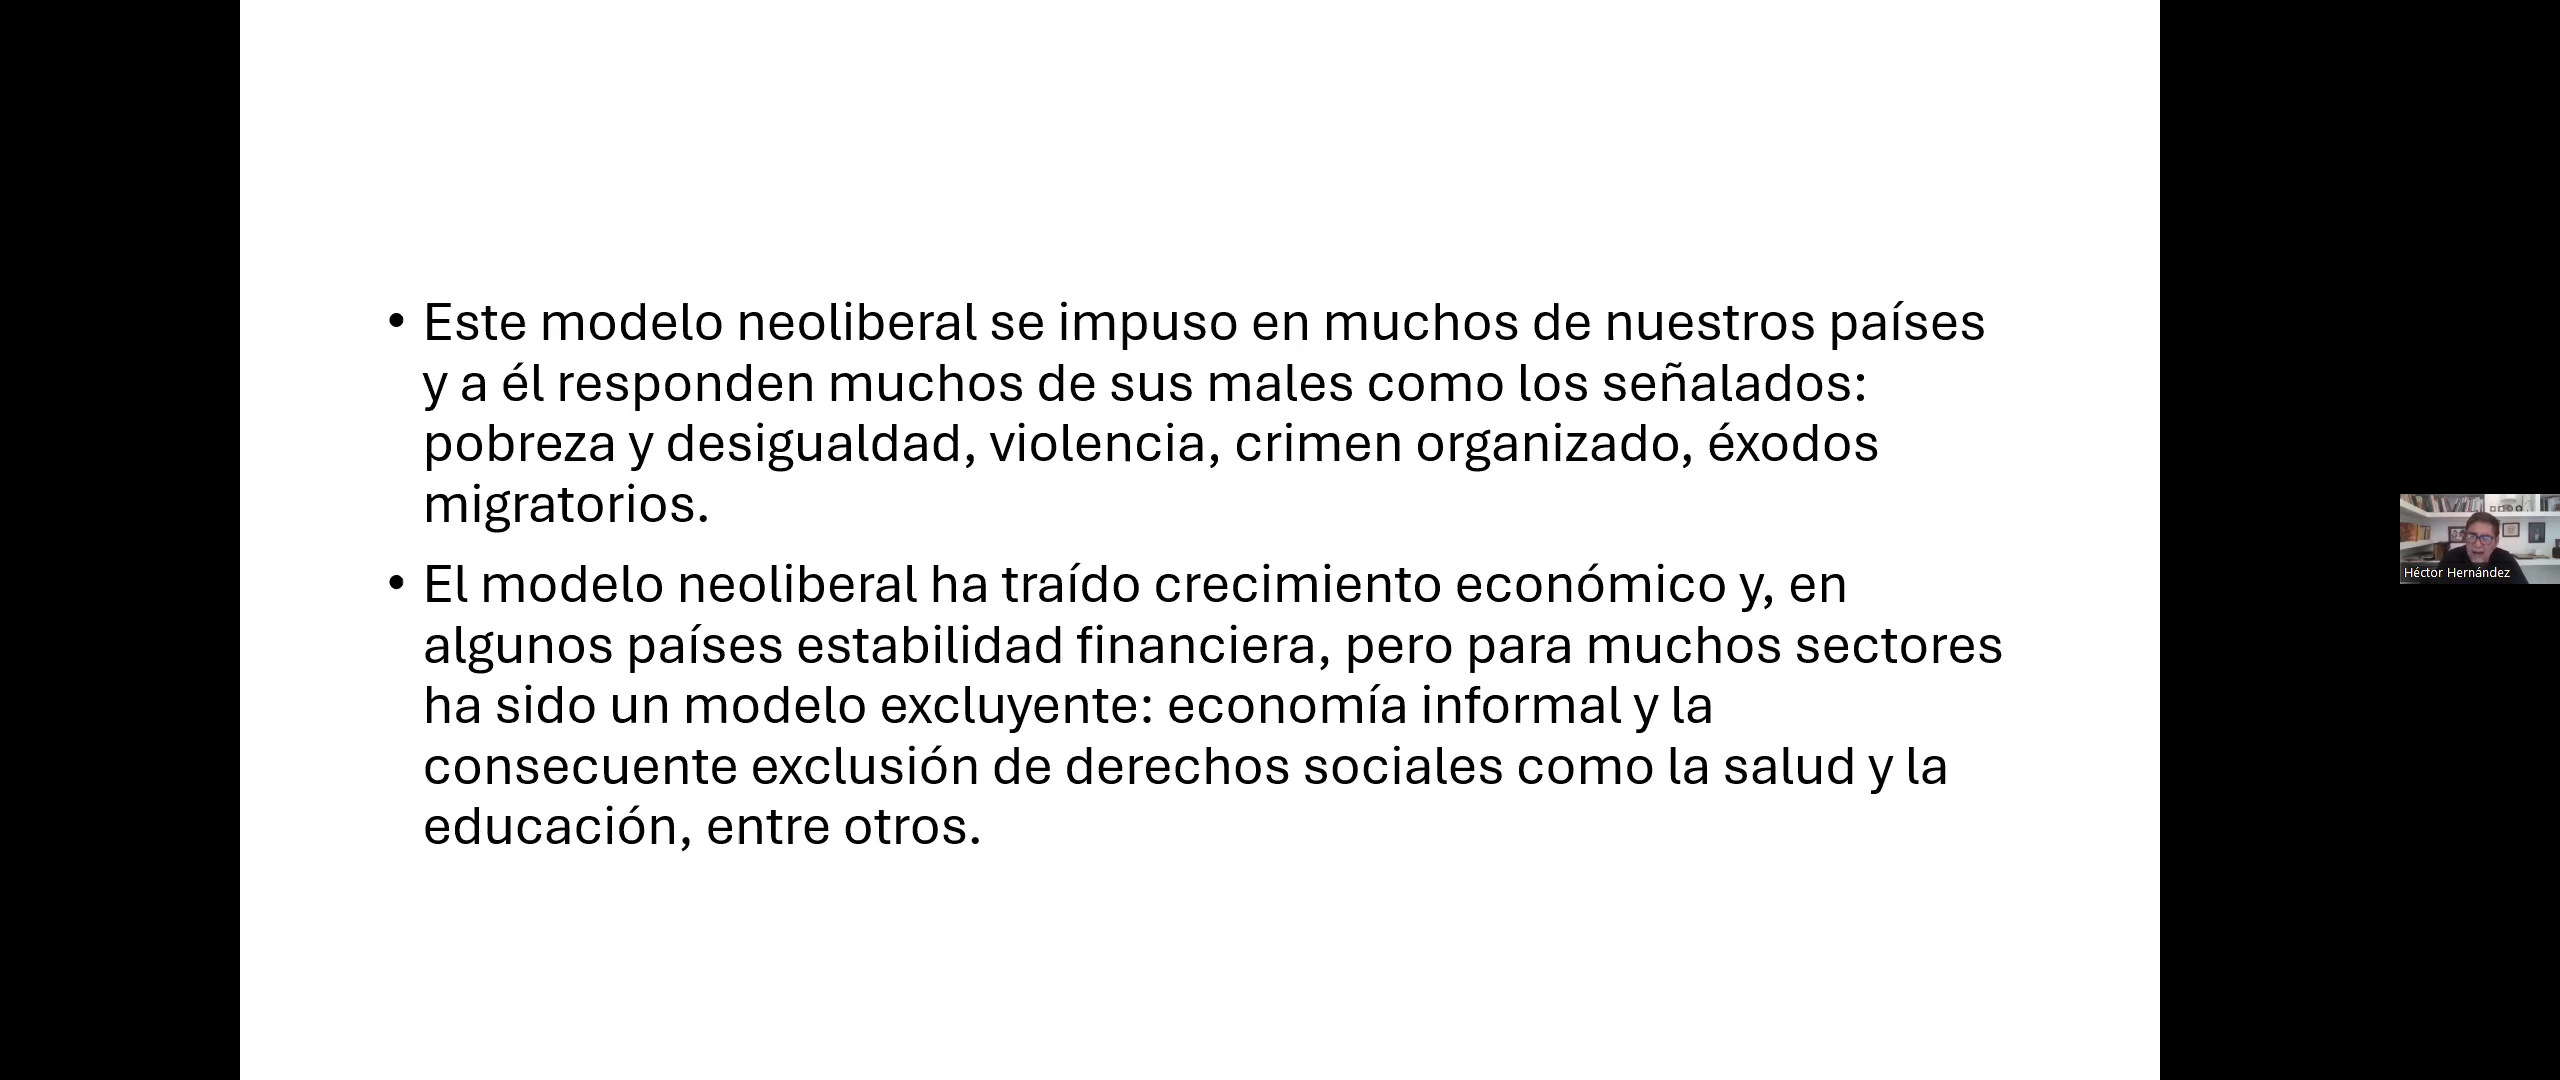 • Este modelo neoliberal se impuso en muchos de nuestros países
y a él responden muchos de sus males como los señalados:
pobreza y desigualdad, violencia, crimen organizado, éxodos
migratorios.
• El modelo neoliberal ha traído crecimiento económico y, en
algunos países estabilidad financiera, pero para muchos sectores
ha sido un modelo excluyente: economía informal y la
consecuente exclusión de derechos sociales como la salud y la
educación, entre otros.
Héctor Hernández